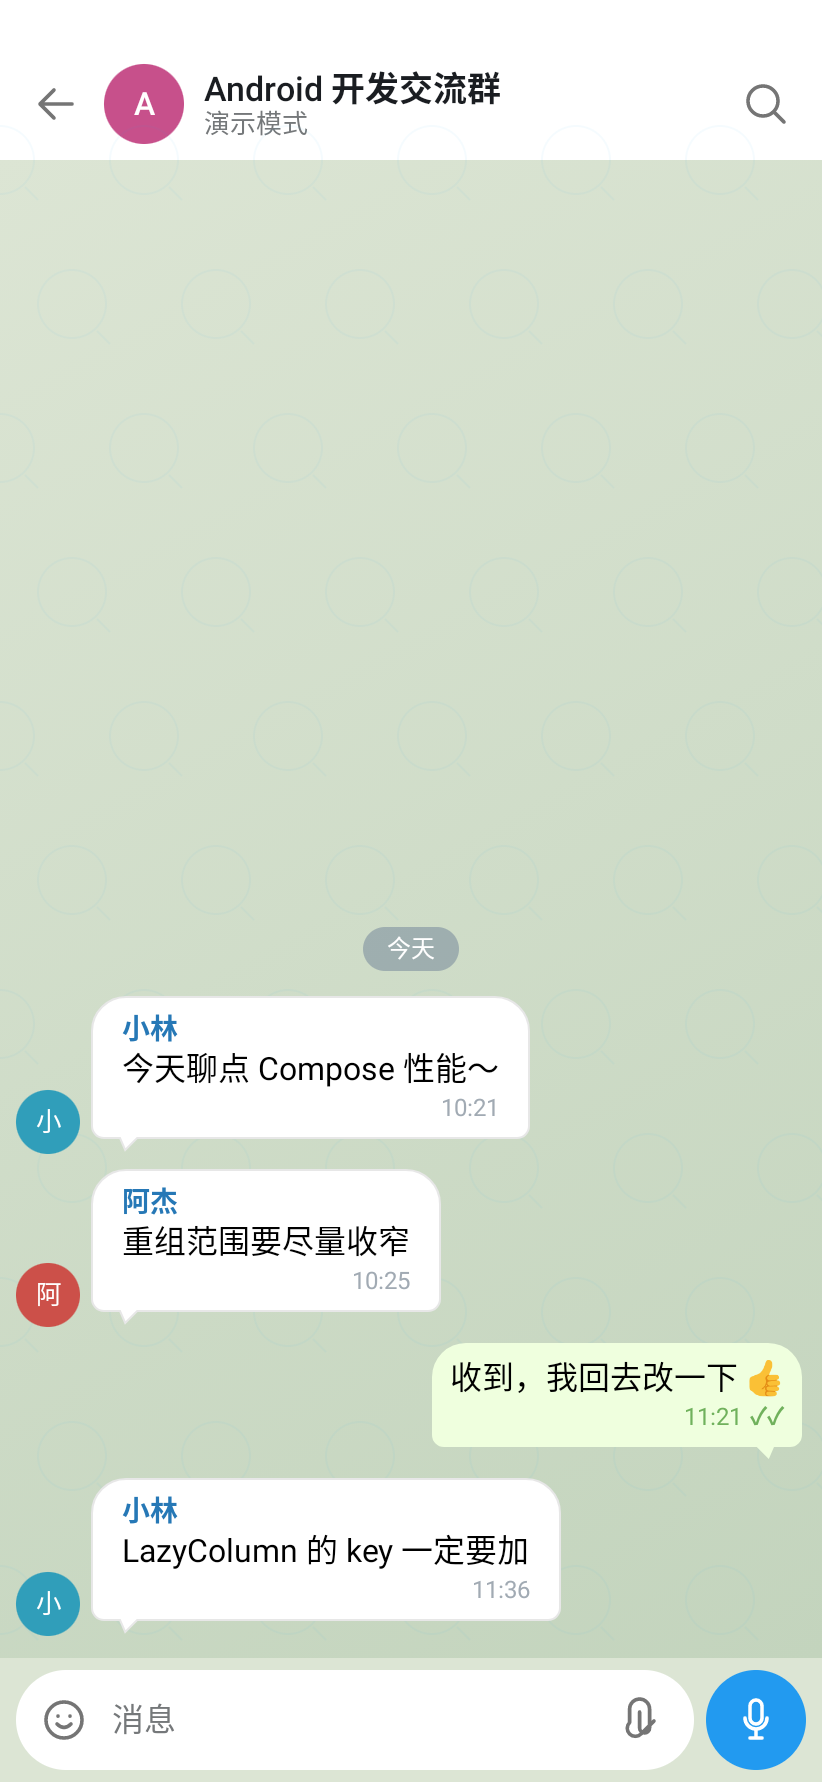 A
Android 开发交流群
演示模式
今天
小林
今天聊点 Compose 性能～
10:21
小
阿杰
重组范围要尽量收窄
10:25
阿
收到，我回去改一下 👍
11:21 ✓✓
小林
LazyColumn 的 key 一定要加
11:36
小
消息